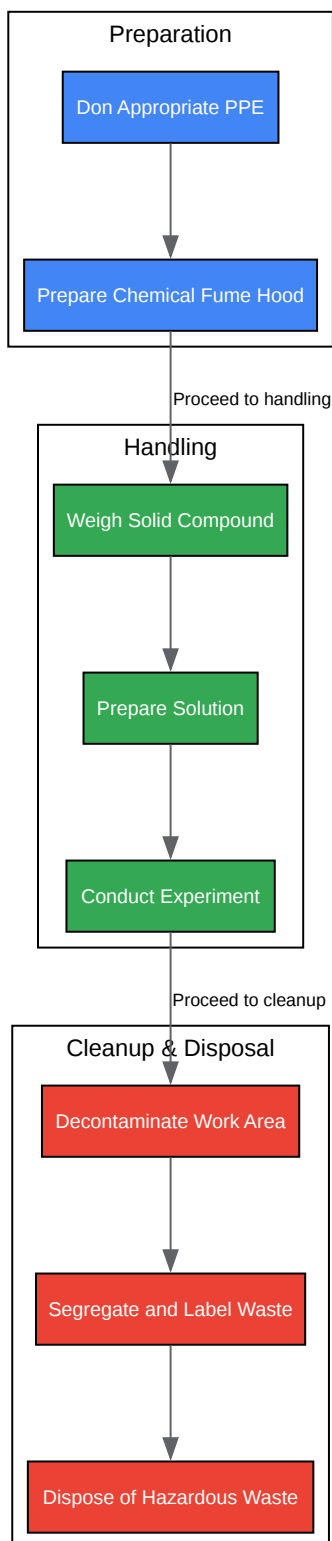 Preparation
Don Appropriate PPE
Prepare Chemical Fume Hood
Proceed to handling
Handling
Weigh Solid Compound
Prepare Solution
Conduct Experiment
Proceed to cleanup
Cleanup & Disposal
Decontaminate Work Area
Segregate and Label Waste
Dispose of Hazardous Waste